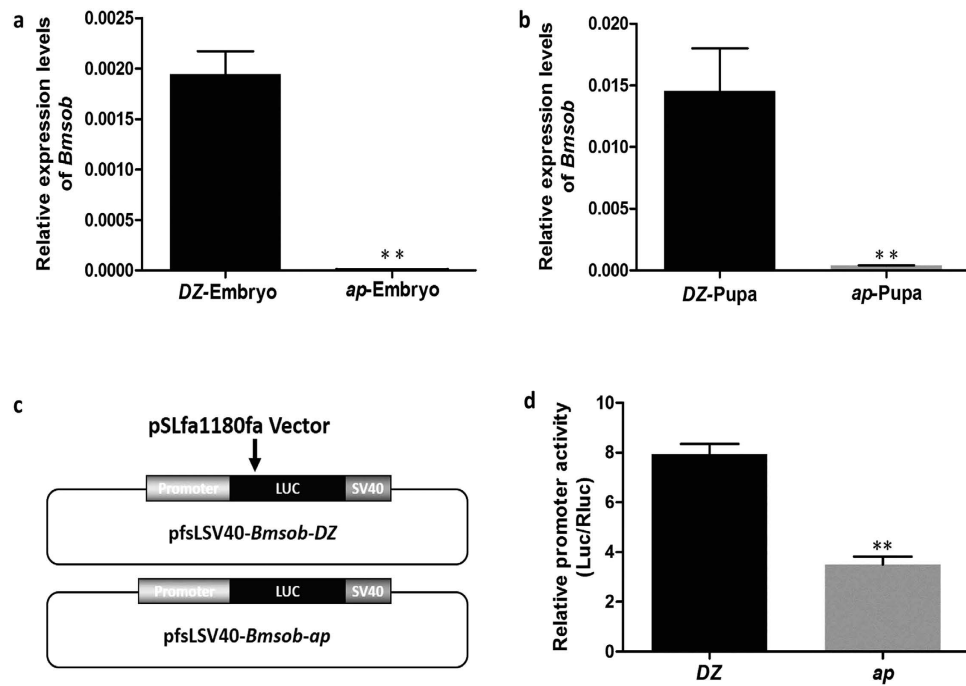 a
Relative expression levels
of Bmsob
0.0025
0.0020
0.0015
0.0010
0.0005
0.0000
**
DZ-Embryo
ap-Embryo
b
Relative expression levels
of Bmsob
0.020
0.015
0.010
0.005
0.000
**
DZ-Pupa
ap-Pupa
c
pSLfa1180fa Vector
Promoter LUC SV40
pfsLSV40-Bmsob-DZ
Promoter LUC SV40
pfsLSV40-Bmsob-ap
d
Relative promoter activity
(Luc/Rluc)
10
8
6
4
2
0
**
DZ
ap